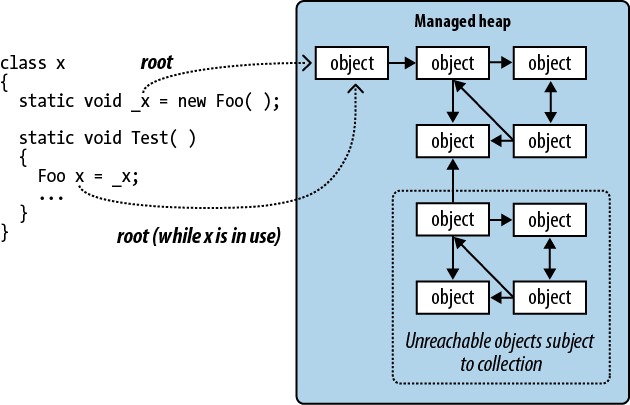 Managed heap
class x
{
static void _x = new Foo( );
static void Test( )
{
Foo x = _x;
...
}
}
root
root (while x is in use)
object
object
object
object
object
object
object
object
object
Unreachable objects subject
to collection